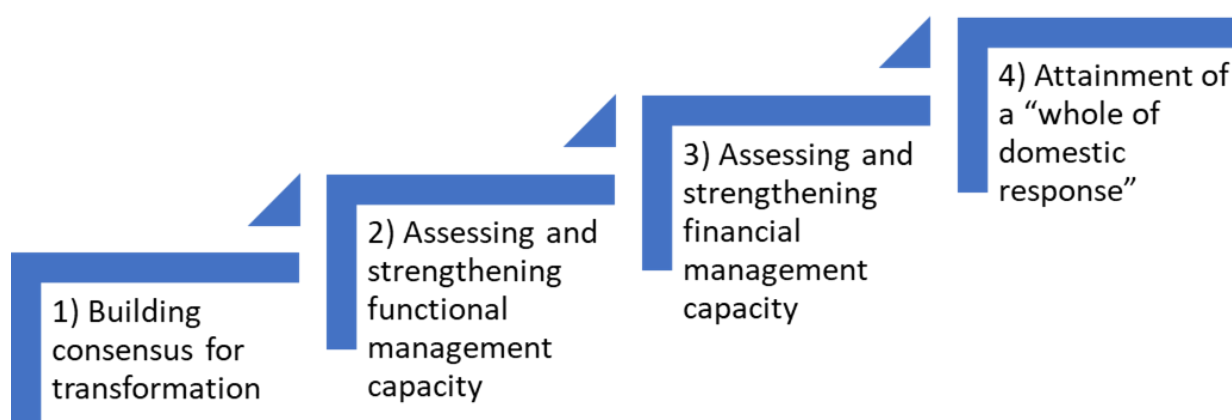 1) Building
consensus for
transformation
2) Assessing and
strengthening
functional
management
capacity
3) Assessing and
strengthening
financial
management
capacity
4) Attainment of
a “whole of
domestic
response”